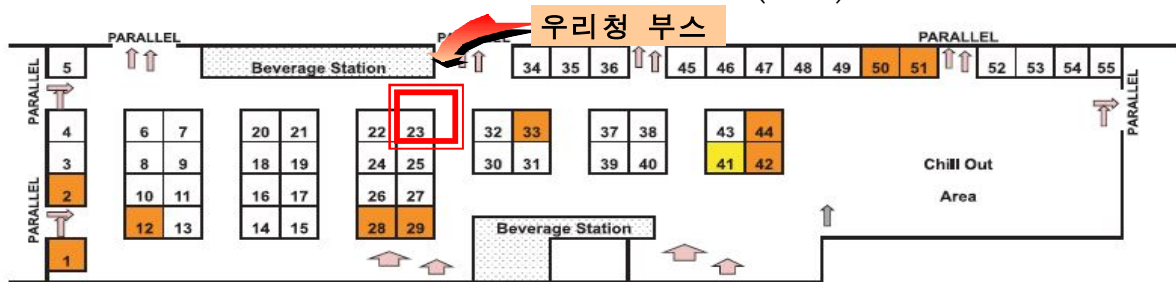 우리청 부스
PARALLEL
PARALLEL
5
Beverage Station
34 35 36
45 46 47 48 49 50 51
52 53 54 55
PARALLEL
PARALLEL
4
6 7
20 21
22 23
32 33
37 38
43 44
3
8 9
18 19
24 25
30 31
39 40
41 42
Chill Out
Area
PARALLEL
2
10 11
16 17
26 27
12 13
14 15
28 29
Beverage Station
1